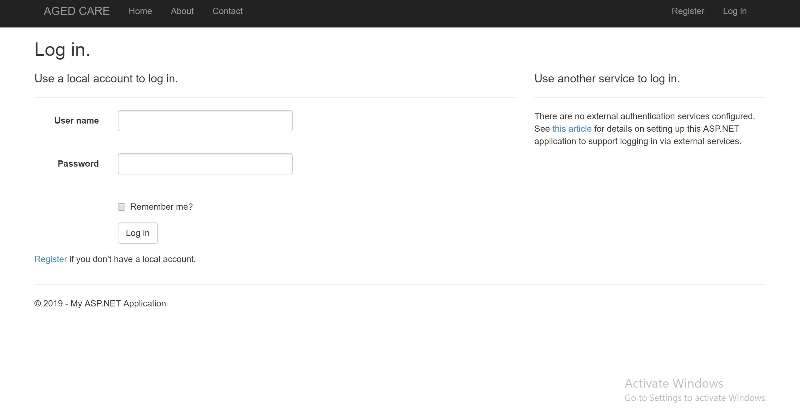 AGED CARE Home About Contact Register Log in
Log in.
Use a local account to log in.
User name
Password
Remember me?
Log in
Register if you don't have a local account.
Use another service to log in.
There are no external authentication services configured.
See this article for details on setting up this ASP.NET
application to support logging in via external services.
© 2019 - My ASP.NET Application
Activate Windows
Go to Settings to activate Windows.